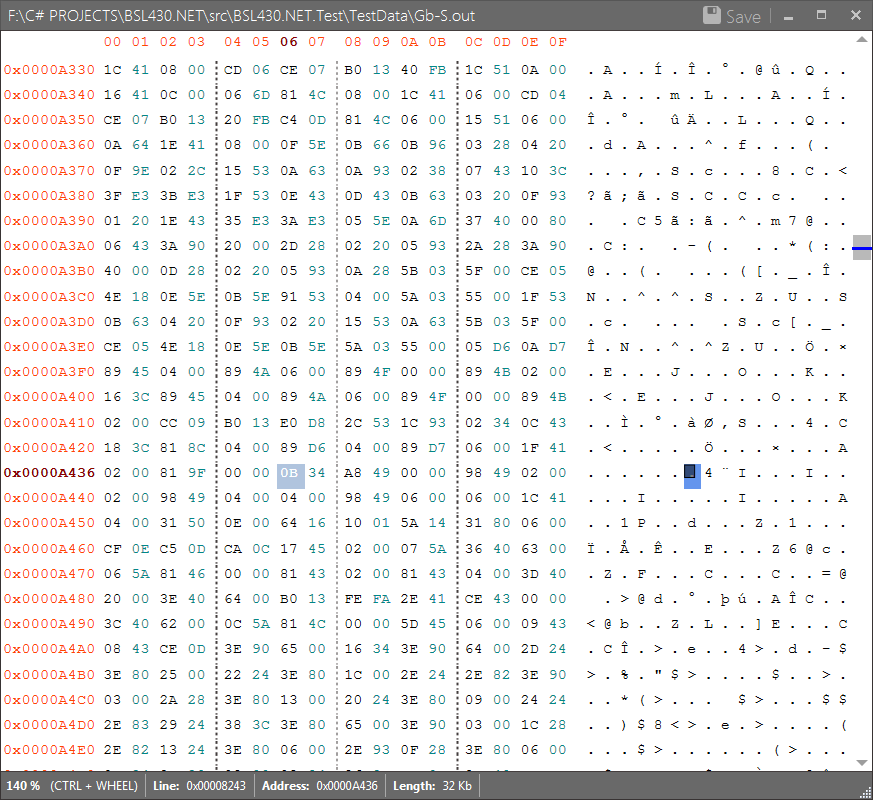 F:\C# PROJECTS\BSL430.NET\src\BSL430.NET.Test\TestData\Gb-S.out Save
00 01 02 03 04 05 06 07 08 09 0A 0B 0C 0D 0E 0F
0x0000A330 1C 41 08 00 CD 06 CE 07 B0 13 40 FB 1C 51 0A 00 . A . . Í . Î . ° . @ û . Q . .
0x0000A340 16 41 0C 00 06 6D 81 4C 08 00 1C 41 06 00 CD 04 . A . . . m . L . . . A . . Í .
0x0000A350 CE 07 B0 13 20 FB C4 0D 81 4C 06 00 15 51 06 00 Î . ° . û Ä . . L . . . Q . .
0x0000A360 0A 64 1E 41 08 00 0F 5E 0B 66 0B 96 03 28 04 20 . d . A . . . ^ . f . . . ( .
0x0000A370 0F 9E 02 2C 15 53 0A 63 0A 93 02 38 07 43 10 3C . . . , . S . c . . . 8 . C . <
0x0000A380 3F E3 3B E3 1F 53 0E 43 0D 43 0B 63 03 20 0F 93 ? ã ; ã . S . C . C . c . . .
0x0000A390 01 20 1E 43 35 E3 3A E3 05 5E 0A 6D 37 40 00 80 . . C 5 ã : ã . ^ . m 7 @ . .
0x0000A3A0 06 43 3A 90 20 00 2D 28 02 20 05 93 2A 28 3A 90 . C : . . - ( . . . * ( : .
0x0000A3B0 40 00 0D 28 02 20 05 93 0A 28 5B 03 5F 00 CE 05 @ . . ( . . . . ( [ . _ . Î .
0x0000A3C0 4E 18 0E 5E 0B 5E 91 53 04 00 5A 03 55 00 1F 53 N . . ^ . ^ . S . . Z . U . . S
0x0000A3D0 0B 63 04 20 0F 93 02 20 15 53 0A 63 5B 03 5F 00 . c . . . . . S . c [ . _ .
0x0000A3E0 CE 05 4E 18 0E 5E 0B 5E 5A 03 55 00 05 D6 0A D7 Î . N . . ^ . ^ Z . U . . Ö . ×
0x0000A3F0 89 45 04 00 89 4A 06 00 89 4F 00 00 89 4B 02 00 . E . . . J . . . O . . . K . .
0x0000A400 16 3C 89 45 04 00 89 4A 06 00 89 4F 00 00 89 4B . < . E . . . J . . . O . . . K
0x0000A410 02 00 CC 09 B0 13 E0 D8 2C 53 1C 93 02 34 0C 43 . . Ì . ° . à Ø , S . . . 4 . C
0x0000A420 18 3C 81 8C 04 00 89 D6 04 00 89 D7 06 00 1F 41 . < . . . . . Ö . . . × . . . A
0x0000A436 02 00 81 9F 00 00 0B 34 A8 49 00 00 98 49 02 00 . . . . . . . 4 ¨ I . . . I . .
0x0000A440 02 00 98 49 04 00 04 00 98 49 06 00 06 00 1C 41 . . . I . . . . . I . . . . . A
0x0000A450 04 00 31 50 0E 00 64 16 10 01 5A 14 31 80 06 00 . . 1 P . . d . . . Z . 1 . . .
0x0000A460 CF 0E C5 0D CA 0C 17 45 02 00 07 5A 36 40 63 00 Ï . Å . Ê . . E . . . Z 6 @ c .
0x0000A470 06 5A 81 46 00 00 81 43 02 00 81 43 04 00 3D 40 . Z . F . . . C . . . C . . = @
0x0000A480 20 00 3E 40 64 00 B0 13 FE FA 2E 41 CE 43 00 00 . > @ d . ° . þ ú . A Î C . .
0x0000A490 3C 40 62 00 0C 5A 81 4C 00 00 5D 45 06 00 09 43 < @ b . . Z . L . . ] E . . . C
0x0000A4A0 08 43 CE 0D 3E 90 65 00 16 34 3E 90 64 00 2D 24 . C Î . > . e . . 4 > . d . - $
0x0000A4B0 3E 80 25 00 22 24 3E 80 1C 00 2E 24 2E 82 3E 90 > . % . " $ > . . . . $ . . > .
0x0000A4C0 03 00 2A 28 3E 80 13 00 20 24 3E 80 09 00 24 24 . . * ( > . . . $ > . . . $ $
0x0000A4D0 2E 83 29 24 38 3C 3E 80 65 00 3E 90 03 00 1C 28 . . ) $ 8 < > . e . > . . . . (
0x0000A4E0 2E 82 13 24 3E 80 06 00 2E 93 0F 28 3E 80 06 00 . . . $ > . . . . . . ( > . . .
140 % (CTRL + WHEEL) Line: 0x00008243 Address: 0x0000A436 Length: 32 Kb